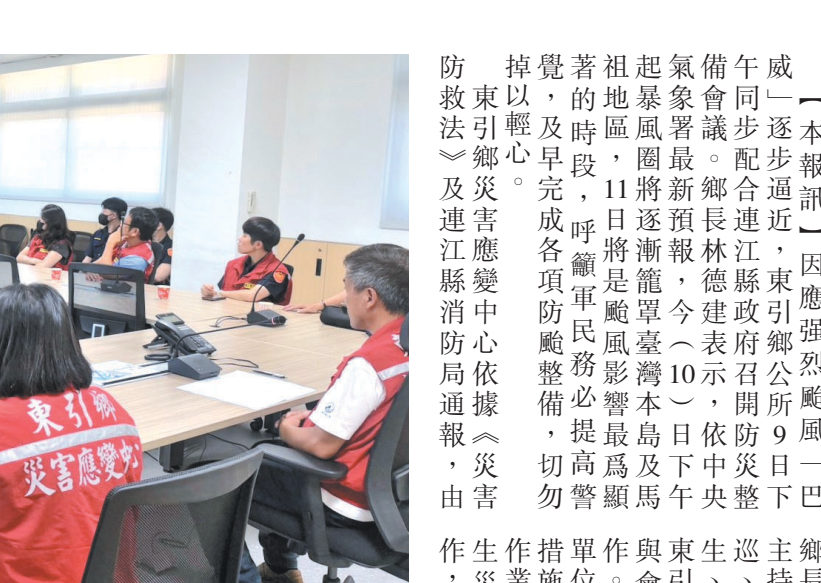 【本報訊】因應强烈颱風「巴
威」逐步逼近，東引鄉公所9日下
午同步配合連江縣政府召開防災整
備會議。鄉長林德建表示，依中央
氣象署最新預報，今（10）日下午
起暴風圈將逐漸籠罩臺灣本島及馬
祖地區，11日將是颱風影響最爲顯
著的時段，呼籲軍民務必提高警
覺，及早完成各項防颱整備，切勿
掉以輕心。
東引鄉災害應變中心依據《災害
防救法》及連江縣消防局通報，由
鄉長
主持
巡、
生、
東引
與會
作。
單位
措施
作業
生災
作，
東引鄉
災害應變中